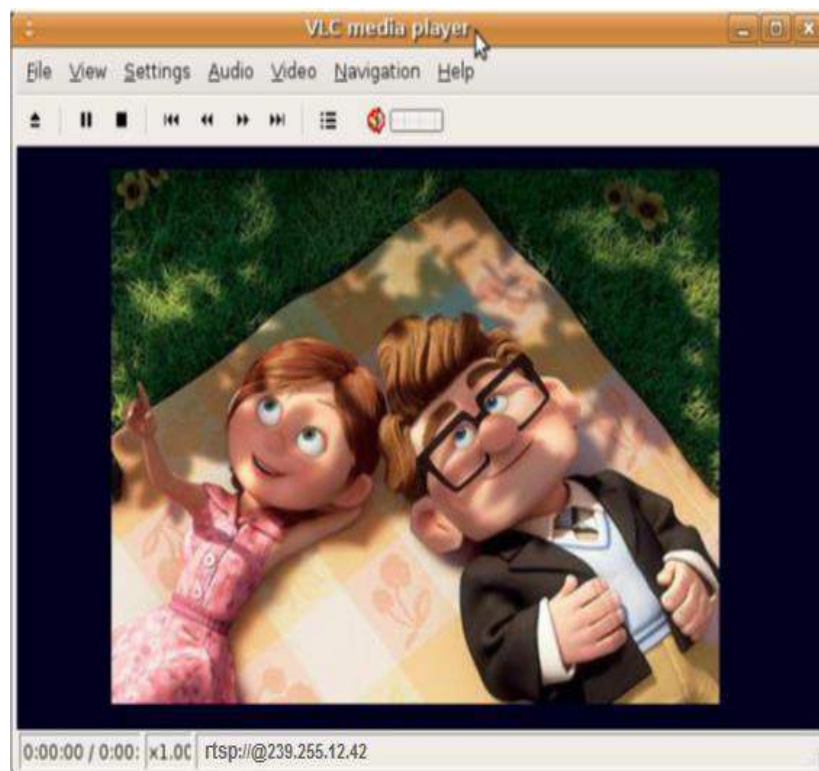 VLC media player
File View Settings Audio Video Navigation Help
0:00:00 / 0:00: x1.00 rtsp://@239.255.12.42